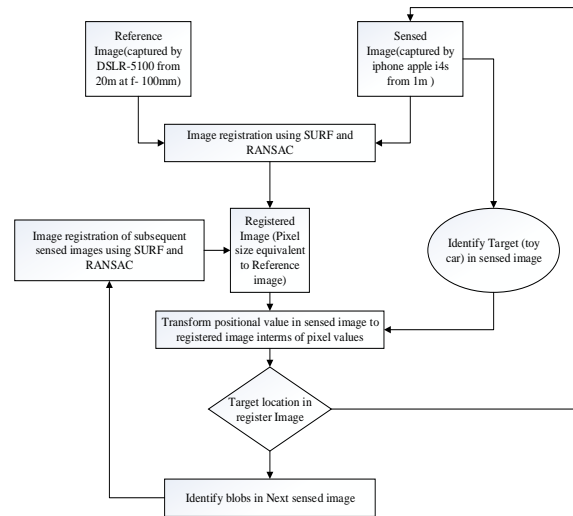 Reference
Image(captured by
DSLR-5100 from
20m at f- 100mm)
Sensed
Image(captured by
iphone apple i4s
from 1m )
Image registration using SURF and
RANSAC
Registered
Image (Pixel
size equivalent
to Reference
image)
Image registration of subsequent
sensed images using SURF and
RANSAC
Identify Target (toy
car) in sensed image
Transform positional value in sensed image to
registered image interms of pixel values
Target location in
register Image
Identify blobs in Next sensed image